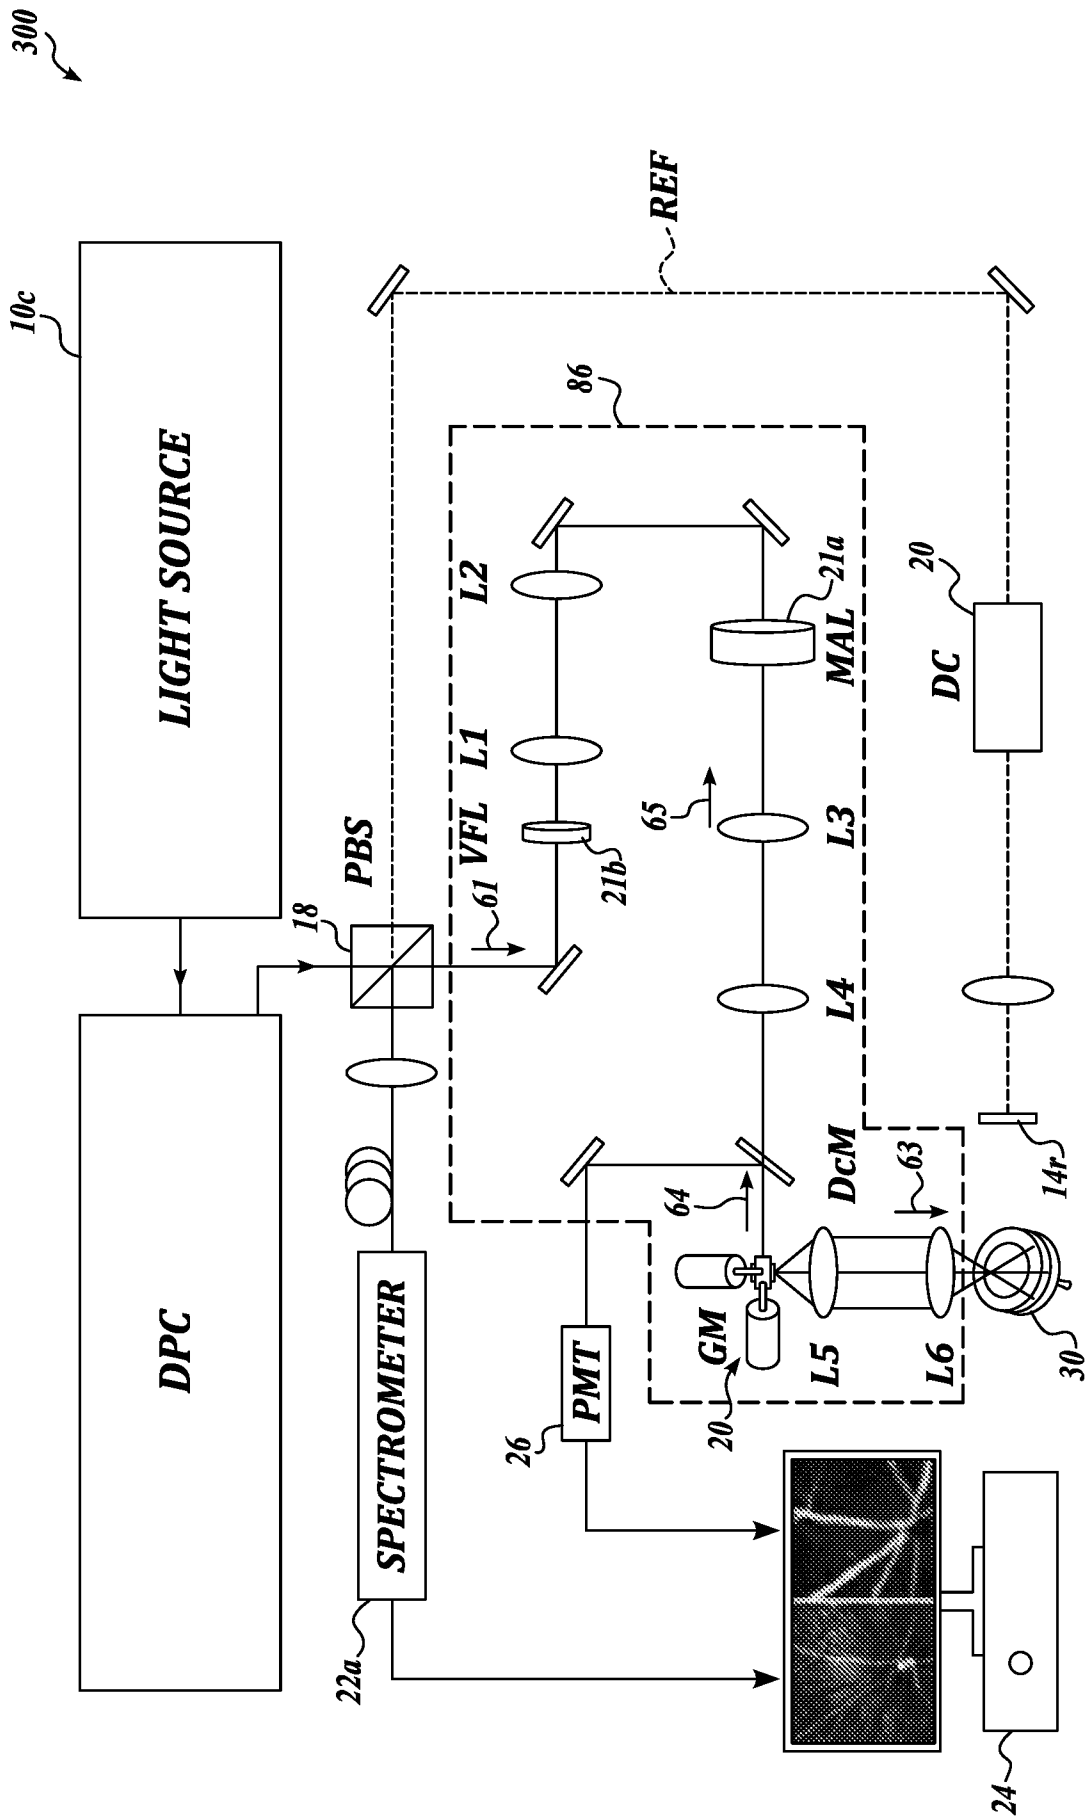 300
10c
DPC
LIGHT SOURCE
18
22a
PBS
SPECTROMETER
VFL
L1
L2
61
26
PMT
86
21b
65
REF
64
GM
20
L5
DcM
L4
L3
MAL
21a
63
20
L6
DC
24
14r
30